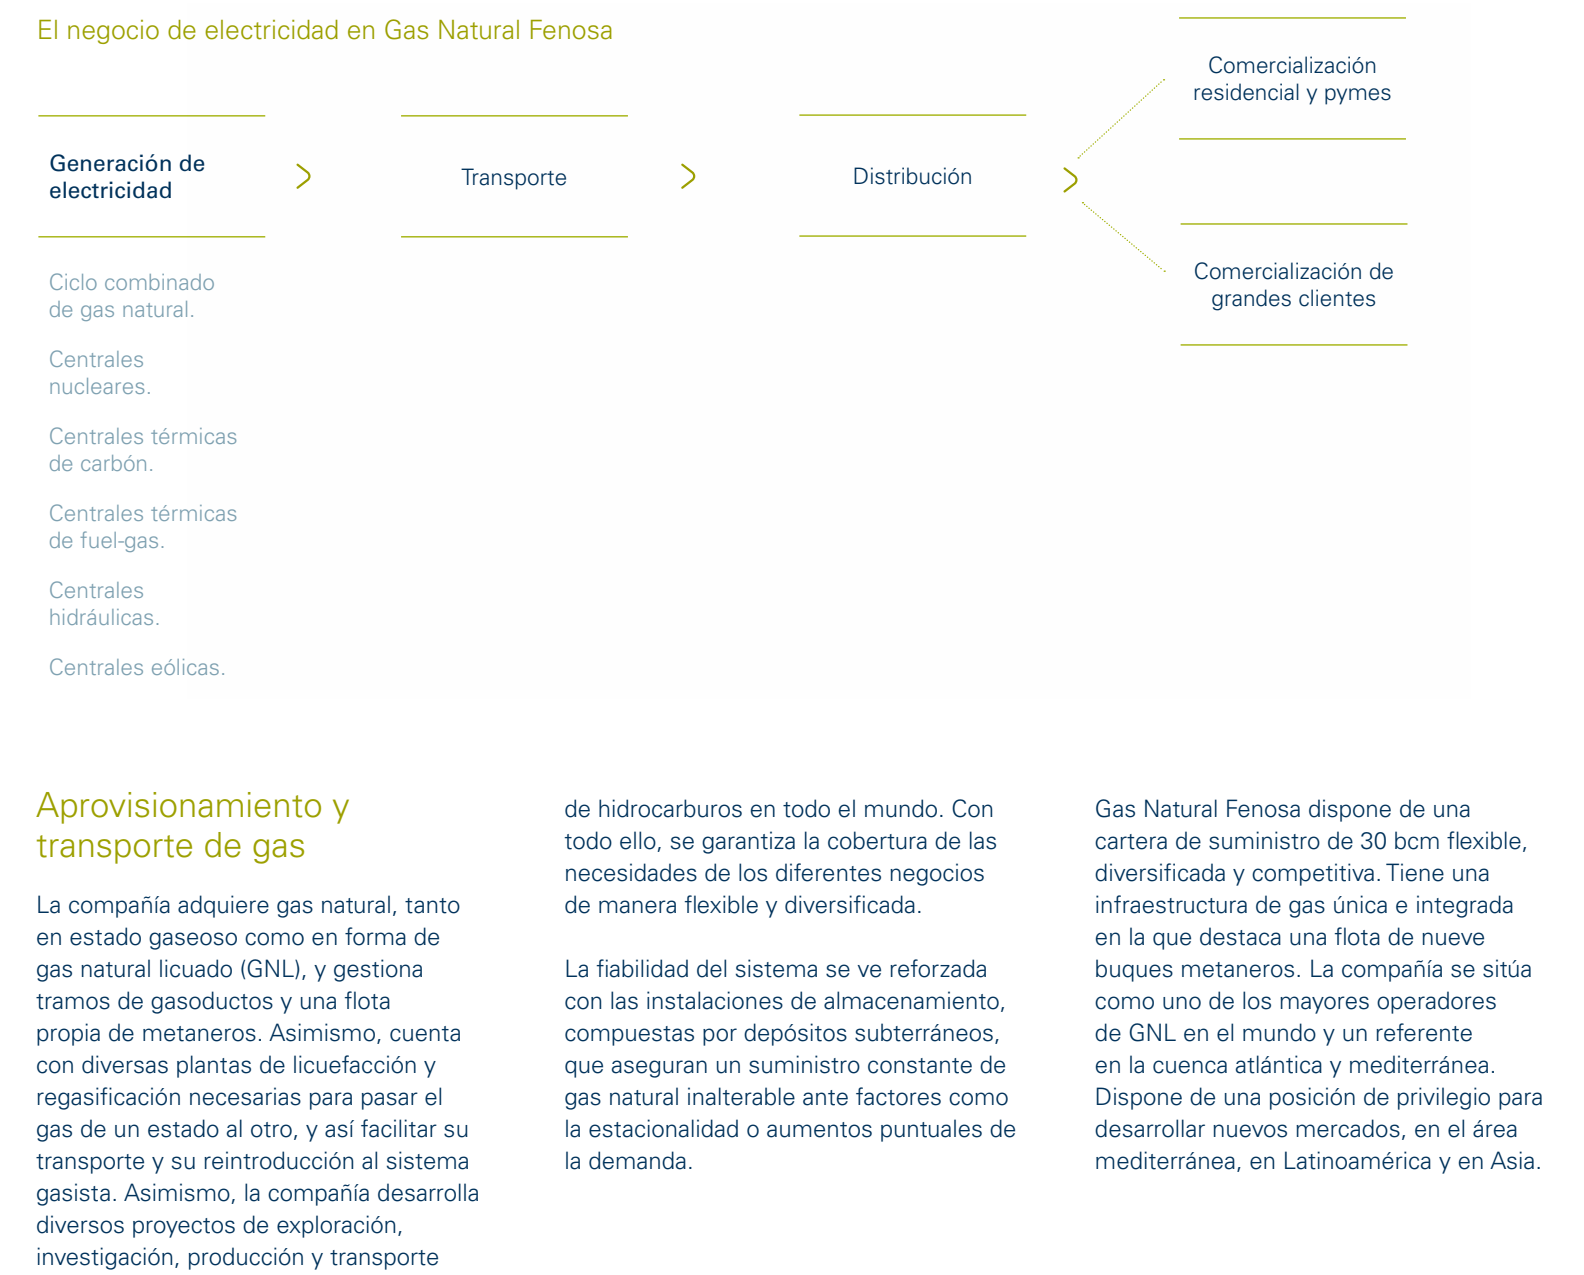 El negocio de electricidad en Gas Natural Fenosa
Generación de
electricidad
Transporte
Distribución
Comercialización
residencial y pymes
Comercialización de
grandes clientes
Ciclo combinado
de gas natural.
Centrales
nucleares.
Centrales térmicas
de carbón.
Centrales térmicas
de fuel-gas.
Centrales
hidráulicas.
Centrales eólicas.
Aprovisionamiento y
transporte de gas
La compañía adquiere gas natural, tanto
en estado gaseoso como en forma de
gas natural licuado (GNL), y gestiona
tramos de gasoductos y una flota
propia de metaneros. Asimismo, cuenta
con diversas plantas de licuefacción y
regasificación necesarias para pasar el
gas de un estado al otro, y así facilitar su
transporte y su reintroducción al sistema
gasista. Asimismo, la compañía desarrolla
diversos proyectos de exploración,
investigación, producción y transporte
de hidrocarburos en todo el mundo. Con
todo ello, se garantiza la cobertura de las
necesidades de los diferentes negocios
de manera flexible y diversificada.
La fiabilidad del sistema se ve reforzada
con las instalaciones de almacenamiento,
compuestas por depósitos subterráneos,
que aseguran un suministro constante de
gas natural inalterable ante factores como
la estacionalidad o aumentos puntuales de
la demanda.
Gas Natural Fenosa dispone de una
cartera de suministro de 30 bcm flexible,
diversificada y competitiva. Tiene una
infraestructura de gas única e integrada
en la que destaca una flota de nueve
buques metaneros. La compañía se sitúa
como uno de los mayores operadores
de GNL en el mundo y un referente
en la cuenca atlántica y mediterránea.
Dispone de una posición de privilegio para
desarrollar nuevos mercados, en el área
mediterránea, en Latinoamérica y en Asia.